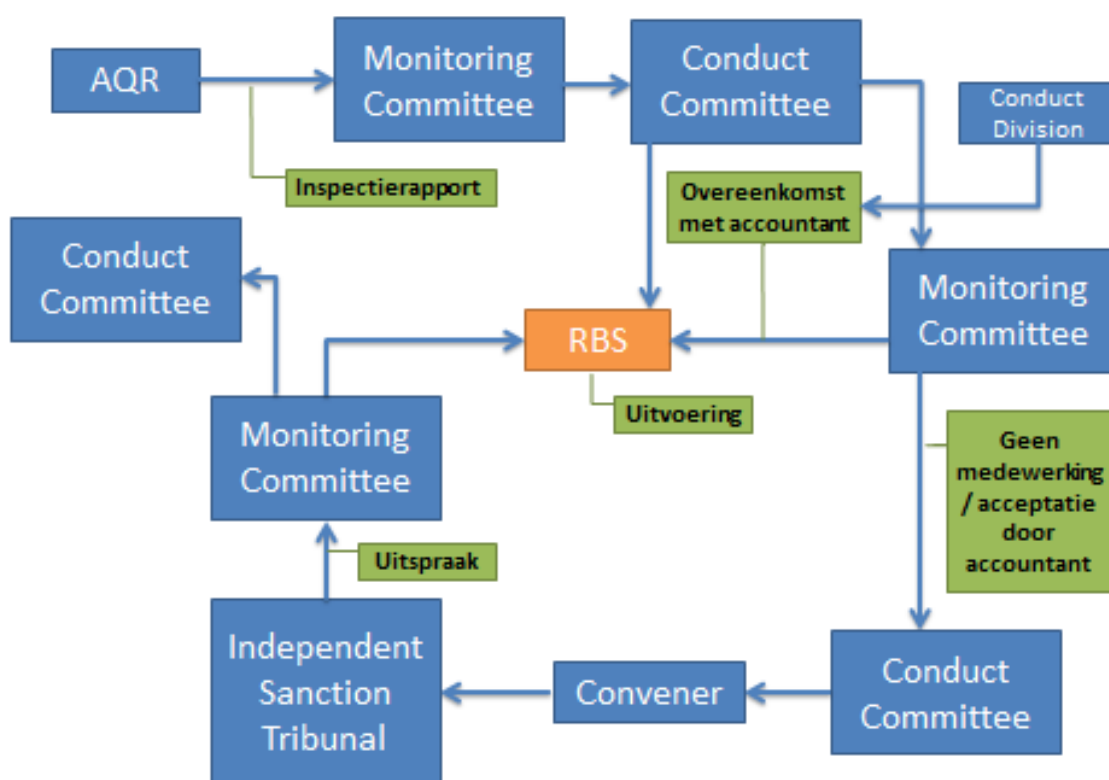 AQR
Monitoring
Committee
Conduct
Committee
Conduct
Division
Inspectierapport
Overeenkomst
met accountant
Conduct
Committee
Monitoring
Committee
RBS
Uitvoering
Monitoring
Committee
Geen
medewerking
/ acceptatie
door
accountant
Uitspraak
Independent
Sanction
Tribunal
Convener
Conduct
Committee